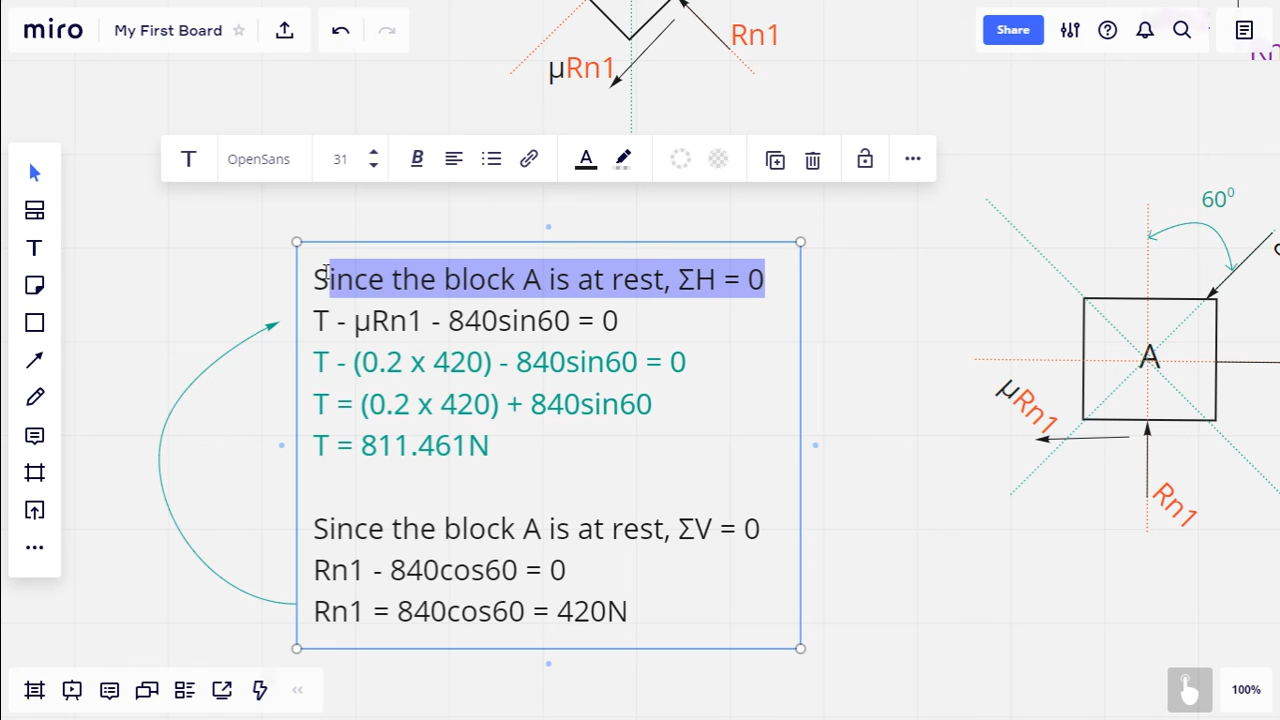 miro
My First Board
Share
Rn1
μRn1
OpenSans
31
B
A
Since the block A is at rest, ΣH = 0
T - μRn1 - 840sin60 = 0
T - (0.2 x 420) - 840sin60 = 0
T = (0.2 x 420) + 840sin60
T = 811.461N
Since the block A is at rest, ΣV = 0
Rn1 - 840cos60 = 0
Rn1 = 840cos60 = 420N
60⁰
A
μRn1
Rn1
100%